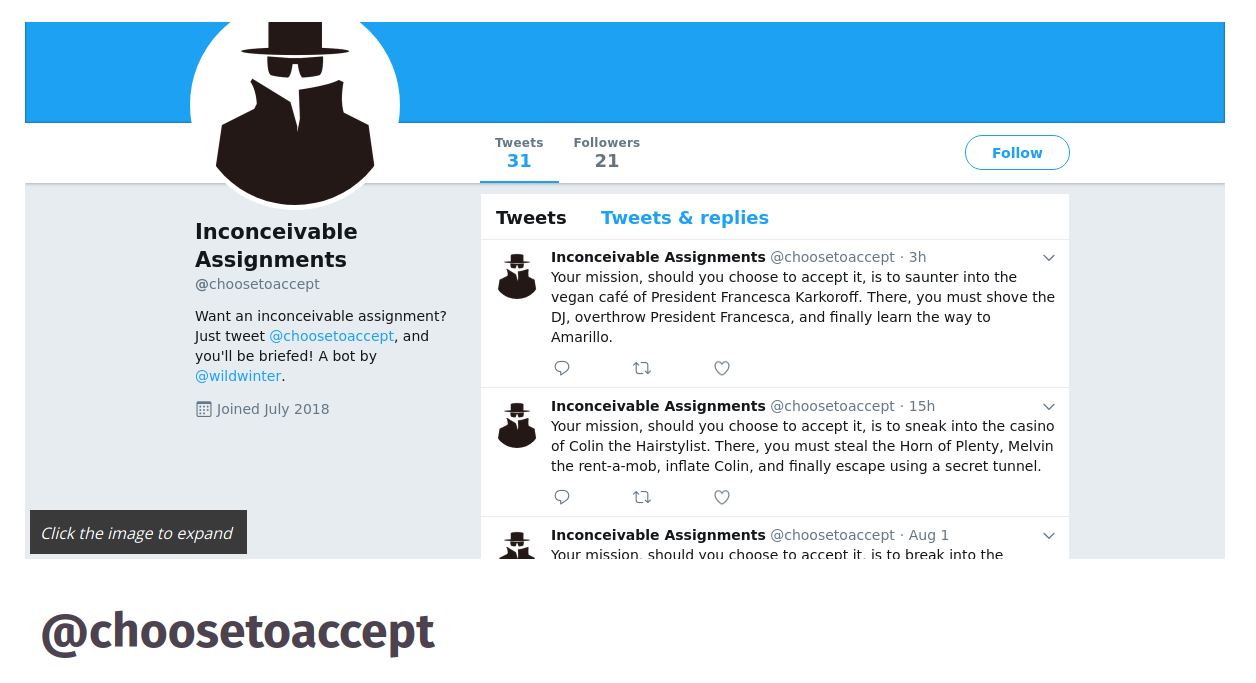 Tweets Followers
31 21
Follow
Inconceivable
Assignments
@choosetoaccept
Want an inconceivable assignment?
Just tweet @choosetoaccept, and
you'll be briefed! A bot by
@wildwinter.
Joined July 2018
Tweets Tweets & replies
Inconceivable Assignments @choosetoaccept · 3h
Your mission, should you choose to accept it, is to saunter into the
vegan café of President Francesca Karkoroff. There, you must shove the
DJ, overthrow President Francesca, and finally learn the way to
Amarillo.
Inconceivable Assignments @choosetoaccept · 15h
Your mission, should you choose to accept it, is to sneak into the casino
of Colin the Hairstylist. There, you must steal the Horn of Plenty, Melvin
the rent-a-mob, inflate Colin, and finally escape using a secret tunnel.
Inconceivable Assignments @choosetoaccept · Aug 1
Your mission, should you choose to accept it, is to break into the
Click the image to expand
@choosetoaccept